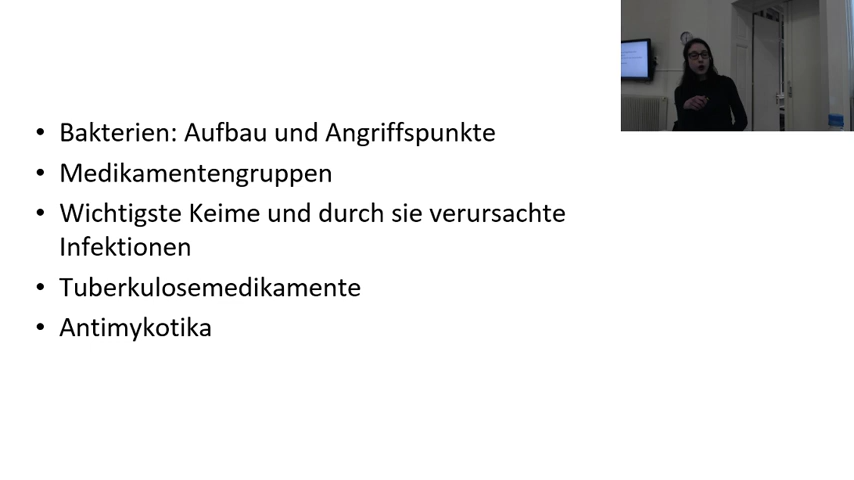 • Bakterien: Aufbau und Angriffspunkte
• Medikamentengruppen
• Wichtigste Keime und durch sie verursachte
Infektionen
• Tuberkulosemedikamente
• Antimykotika